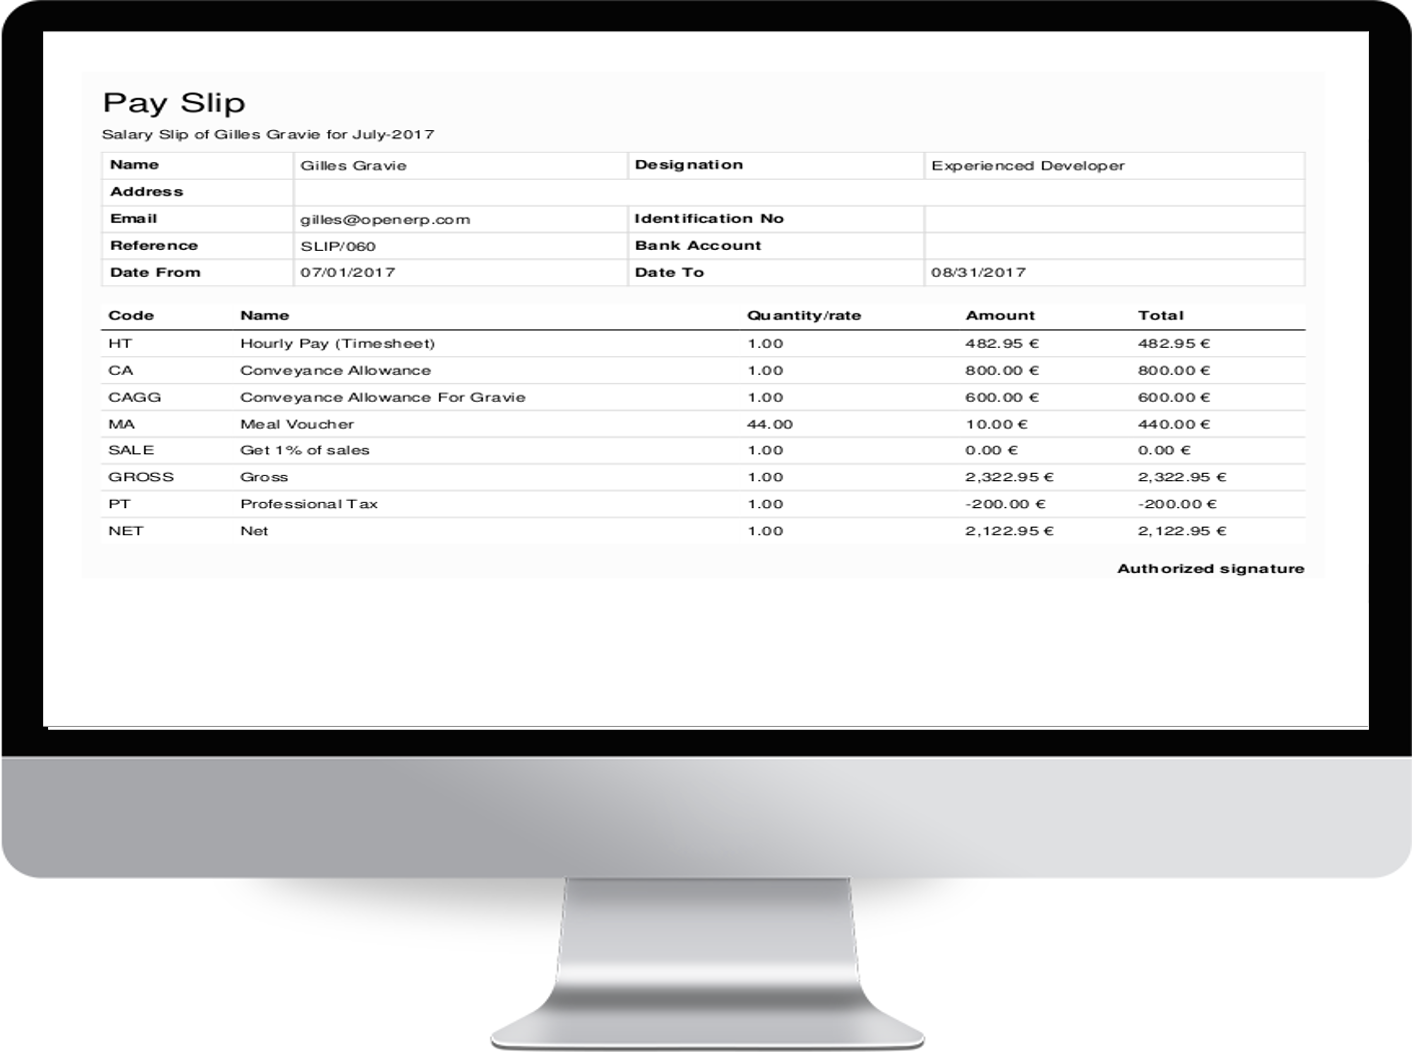 Pay Slip
Salary Slip of Gilles Gravie for July-2017
Name Gilles Gravie Designation Experienced Developer
Address
Email gilles@openerp.com Identification No
Reference SLIP/060 Bank Account
Date From 07/01/2017 Date To 08/31/2017
Code Name Quantity/rate Amount Total
HT Hourly Pay (Timesheet) 1.00 482.95 € 482.95 €
CA Conveyance Allowance 1.00 800.00 € 800.00 €
CAGG Conveyance Allowance For Gravie 1.00 600.00 € 600.00 €
MA Meal Voucher 44.00 10.00 € 440.00 €
SALE Get 1% of sales 1.00 0.00 € 0.00 €
GROSS Gross 1.00 2,322.95 € 2,322.95 €
PT Professional Tax 1.00 -200.00 € -200.00 €
NET Net 1.00 2,122.95 € 2,122.95 €
Authorized signature